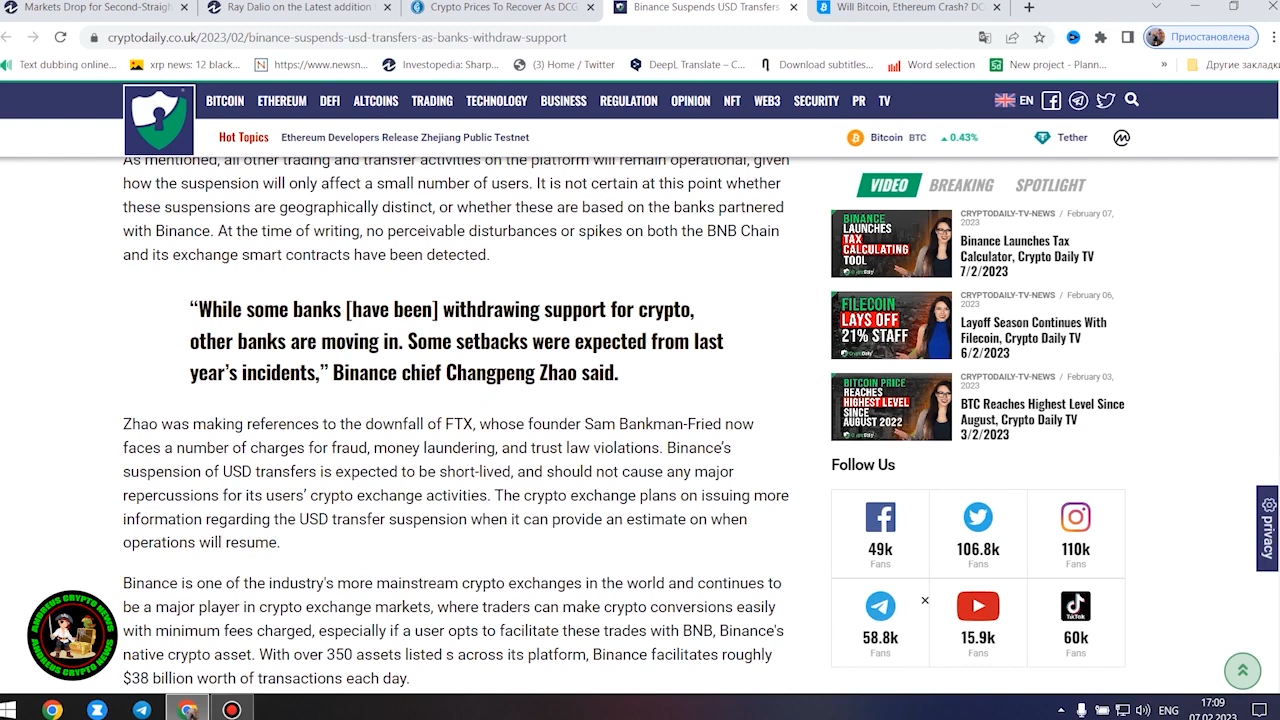 Markets Drop for Second-Straigh
Ray Dalio on the Latest addition
Crypto Prices To Recover As DCG
Binance Suspends USD Transfers
Will Bitcoin, Ethereum Crash? DC
cryptodaily.co.uk/2023/02/binance-suspends-usd-transfers-as-banks-withdraw-support
Приостановлена
Text dubbing online...
xrp news: 12 black...
https://www.newsn...
Investopedia: Sharp...
(3) Home / Twitter
DeepL Translate – C...
Download subtitles...
Word selection
New project - Plann...
»
Другие закладки
BITCOIN ETHEREUM DEFI ALTCOINS TRADING TECHNOLOGY BUSINESS REGULATION OPINION NFT WEB3 SECURITY PR TV
EN
Hot Topics Ethereum Developers Release Zhejiang Public Testnet
Bitcoin BTC ▲0.43%
Tether
As mentioned, all other trading and transfer activities on the platform will remain operational, given
how the suspension will only affect a small number of users. It is not certain at this point whether
these suspensions are geographically distinct, or whether these are based on the banks partnered
with Binance. At the time of writing, no perceivable disturbances or spikes on both the BNB Chain
and its exchange smart contracts have been detected.
“While some banks [have been] withdrawing support for crypto,
other banks are moving in. Some setbacks were expected from last
year’s incidents,” Binance chief Changpeng Zhao said.
Zhao was making references to the downfall of FTX, whose founder Sam Bankman-Fried now
faces a number of charges for fraud, money laundering, and trust law violations. Binance’s
suspension of USD transfers is expected to be short-lived, and should not cause any major
repercussions for its users’ crypto exchange activities. The crypto exchange plans on issuing more
information regarding the USD transfer suspension when it can provide an estimate on when
operations will resume.
Binance is one of the industry's more mainstream crypto exchanges in the world and continues to
be a major player in crypto exchange markets, where traders can make crypto conversions easily
with minimum fees charged, especially if a user opts to facilitate these trades with BNB, Binance's
native crypto asset. With over 350 assets listed s across its platform, Binance facilitates roughly
$38 billion worth of transactions each day.
VIDEO BREAKING SPOTLIGHT
BINANCE
LAUNCHES
TAX
CALCULATING
TOOL
CryptoDaily
CRYPTODAILY-TV-NEWS / February 07,
2023
Binance Launches Tax
Calculator, Crypto Daily TV
7/2/2023
FILECOIN
LAYS OFF
21% STAFF
CryptoDaily
CRYPTODAILY-TV-NEWS / February 06,
2023
Layoff Season Continues With
Filecoin, Crypto Daily TV
6/2/2023
BITCOIN PRICE
REACHES
HIGHEST LEVEL
SINCE
AUGUST 2022
CryptoDaily
CRYPTODAILY-TV-NEWS / February 03,
2023
BTC Reaches Highest Level Since
August, Crypto Daily TV
3/2/2023
Follow Us
49k
Fans
106.8k
Fans
110k
Fans
58.8k
Fans
15.9k
Fans
TikTok
60k
Fans
privacy
ANDREUS CRYPTO NEWS
ANDREUS CRYPTO NEWS
ENG
17:09
07.02.2023